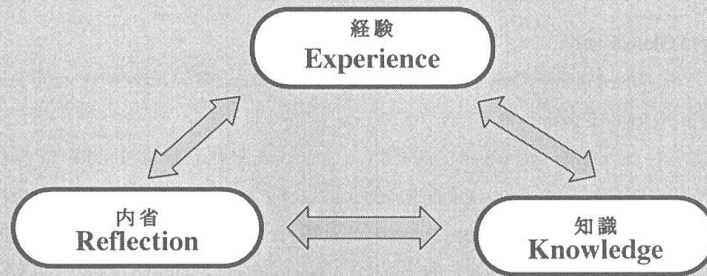 経験
Experience
内省
Reflection
知識
Knowledge